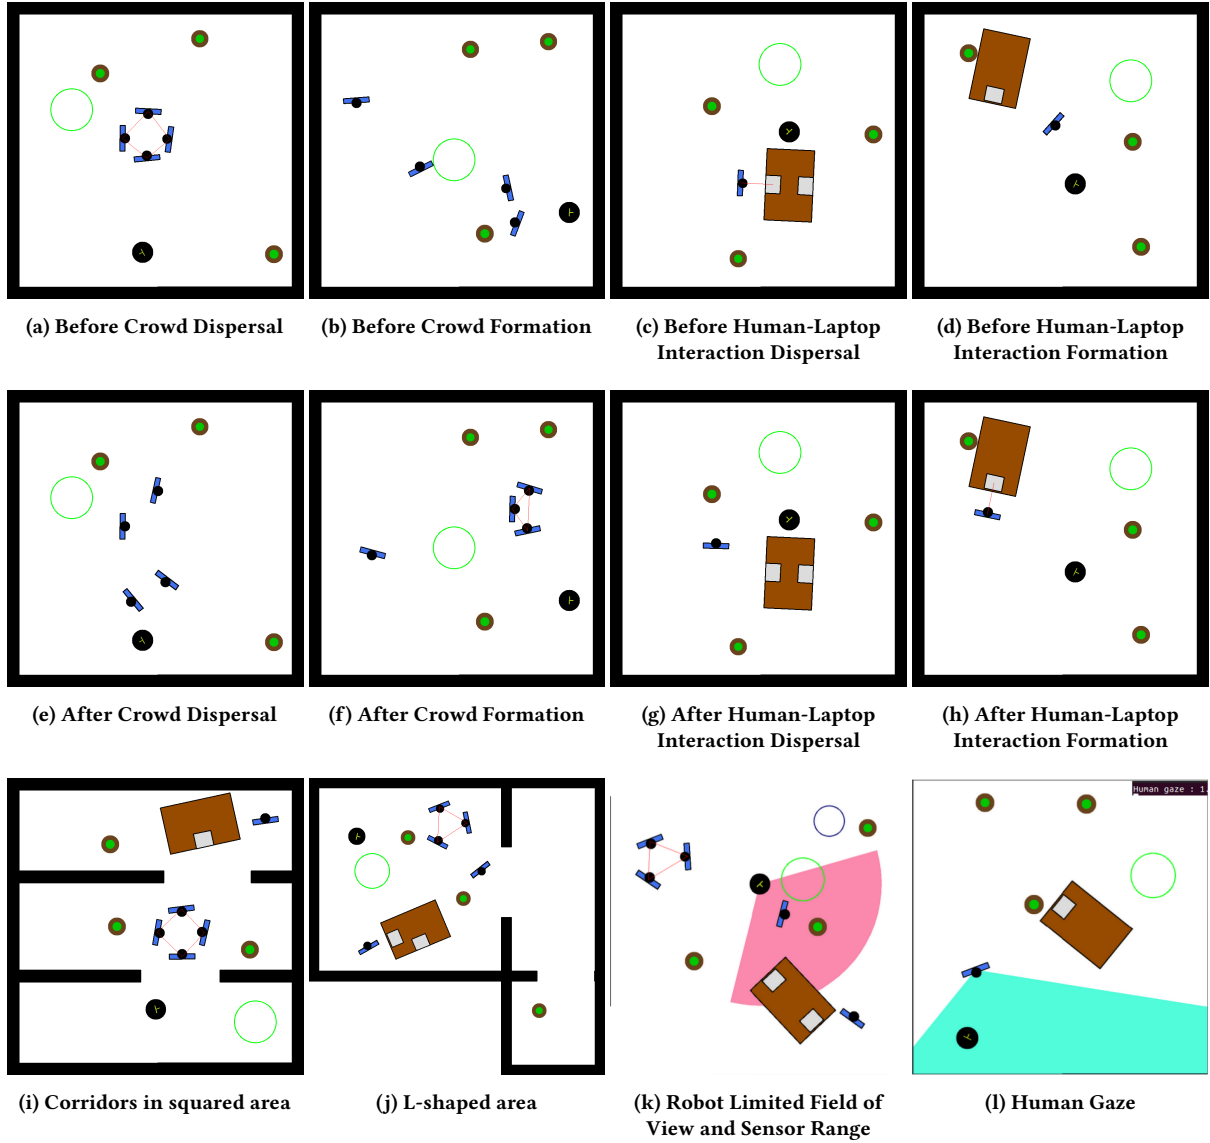 (a) Before Crowd Dispersal
(b) Before Crowd Formation
(c) Before Human-Laptop
Interaction Dispersal
(d) Before Human-Laptop
Interaction Formation
(e) After Crowd Dispersal
(f) After Crowd Formation
(g) After Human-Laptop
Interaction Dispersal
(h) After Human-Laptop
Interaction Formation
Human gaze : 1.
(i) Corridors in squared area
(j) L-shaped area
(k) Robot Limited Field of
View and Sensor Range
(l) Human Gaze